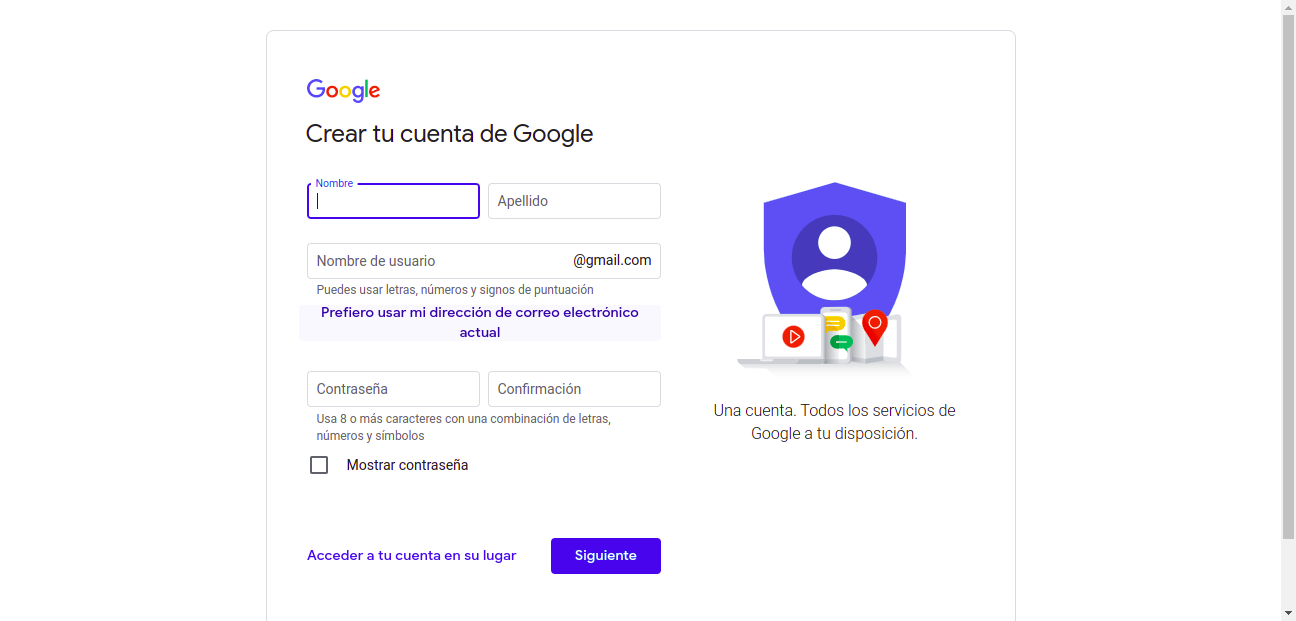 Google
Crear tu cuenta de Google
Nombre
Apellido
Nombre de usuario
@gmail.com
Puedes usar letras, números y signos de puntuación
Prefiero usar mi dirección de correo electrónico
actual
Contraseña
Confirmación
Usa 8 o más caracteres con una combinación de letras,
números y símbolos
Mostrar contraseña
Acceder a tu cuenta en su lugar
Siguiente
Una cuenta. Todos los servicios de
Google a tu disposición.